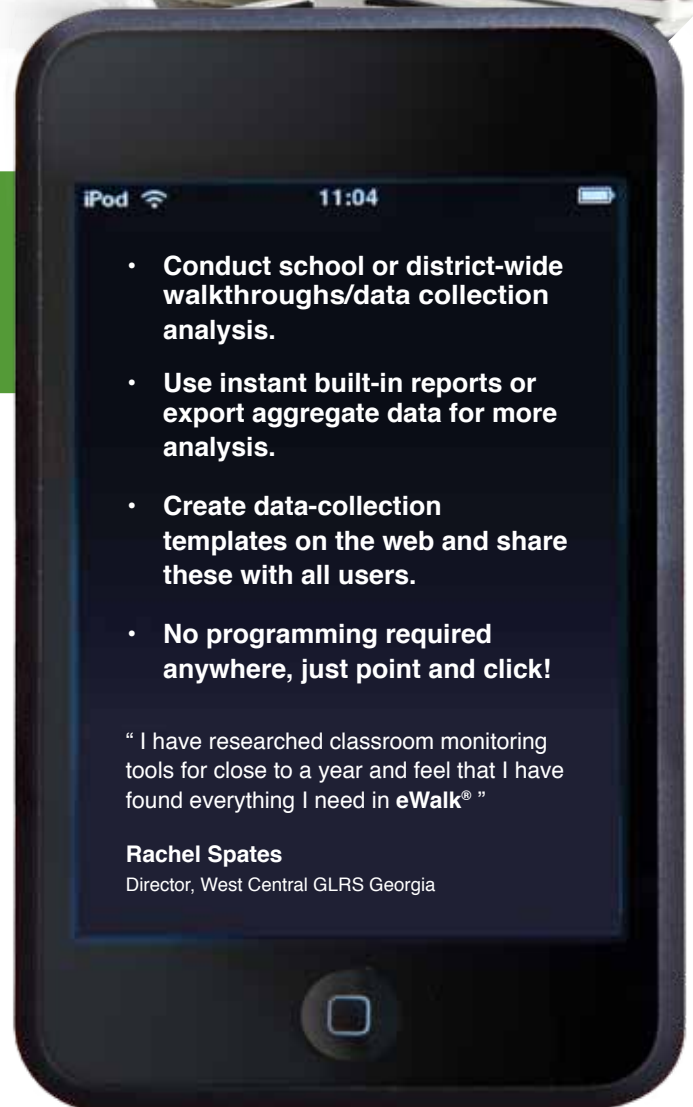 iPod 11:04
• Conduct school or district-wide
walkthroughs/data collection
analysis.
• Use instant built-in reports or
export aggregate data for more
analysis.
• Create data-collection
templates on the web and share
these with all users.
• No programming required
anywhere, just point and click!
“ I have researched classroom monitoring
tools for close to a year and feel that I have
found everything I need in eWalk® ”
Rachel Spates
Director, West Central GLRS Georgia